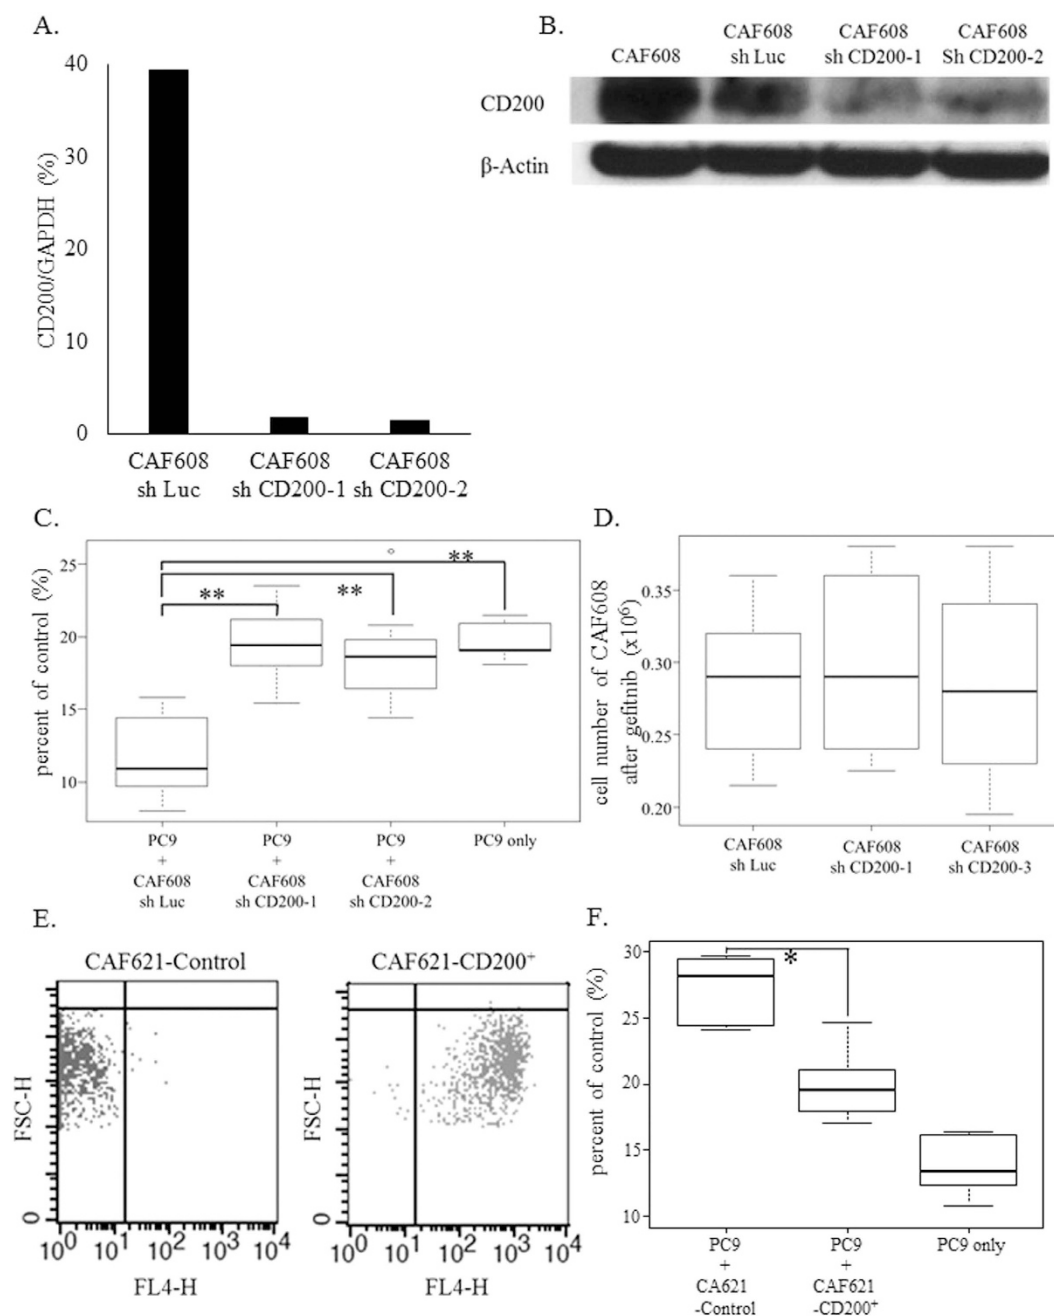 A.
40
30
20
10
0
CD200/GAPDH (%)
CAF608
sh Luc
CAF608
sh CD200-1
CAF608
sh CD200-2
B.
CAF608
CAF608
sh Luc
CAF608
sh CD200-1
CAF608
Sh CD200-2
CD200
β-Actin
C.
percent of control (%)
25
20
15
10
**
**
**
PC9
+
CAF608
sh Luc
PC9
+
CAF608
sh CD200-1
PC9
+
CAF608
sh CD200-2
PC9 only
D.
cell number of CAF608
after gefitnib (x10⁶)
0.35
0.30
0.25
0.20
CAF608
sh Luc
CAF608
sh CD200-1
CAF608
sh CD200-3
E.
CAF621-Control
FSC-H
0
10⁰ 10¹ 10² 10³ 10⁴
FL4-H
CAF621-CD200⁺
FSC-H
0
10⁰ 10¹ 10² 10³ 10⁴
FL4-H
F.
percent of control (%)
30
25
20
15
10
*
PC9
+
CA621
-Control
PC9
+
CAF621
-CD200⁺
PC9 only